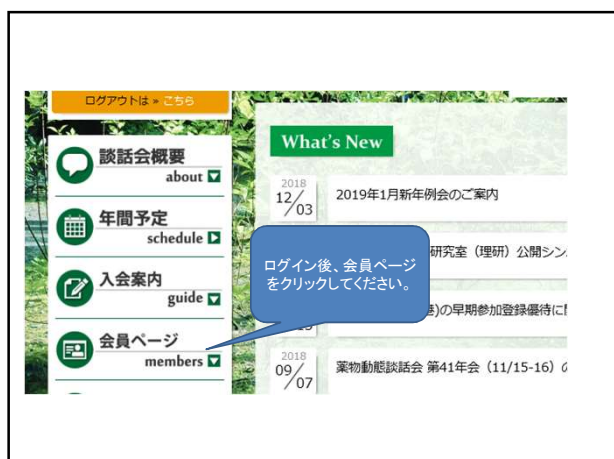 ログアウトは » こちら
談話会概要
about
年間予定
schedule
入会案内
guide
会員ページ
members
What's New
2018
12/03
2019年1月新年例会のご案内
研究室（理研）公開シン
ログイン後、会員ページ
をクリックしてください。
の早期参加登録優待に
2018
09/07
薬物動態談話会 第41年会（11/15-16）